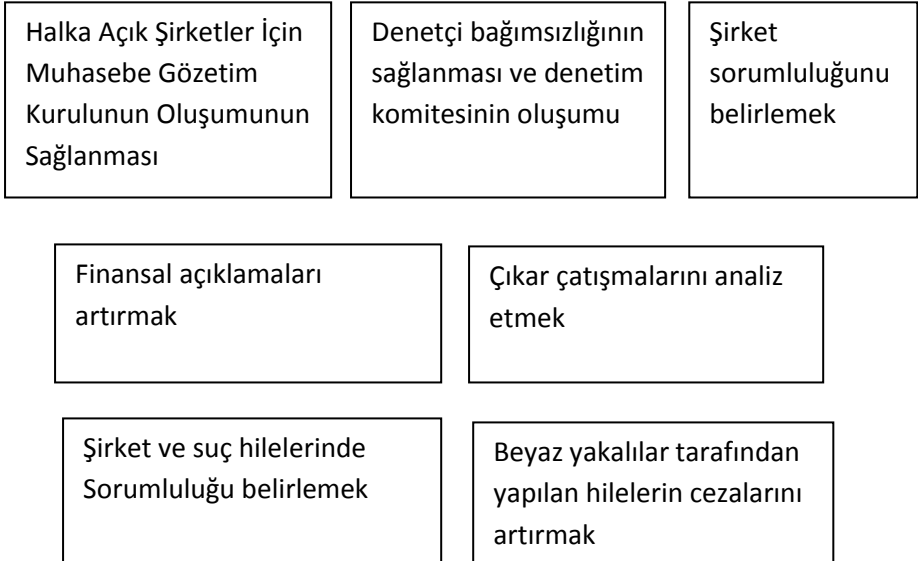 Halka Açık Şirketler İçin
Muhasebe Gözetim
Kurulunun Oluşumunun
Sağlanması
Denetçi bağımsızlığının
sağlanması ve denetim
komitesinin oluşumu
Şirket
sorumluluğunu
belirlemek
Finansal açıklamaları
artırmak
Çıkar çatışmalarını analiz
etmek
Şirket ve suç hilelerinde
Sorumluluğu belirlemek
Beyaz yakalılar tarafından
yapılan hilelerin cezalarını
artırmak